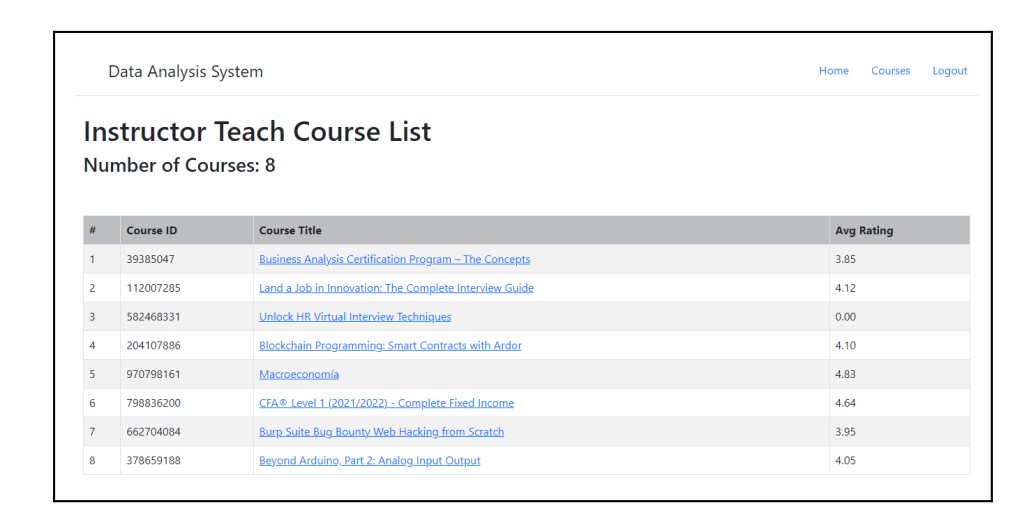 Data Analysis System Home Courses Logout
Instructor Teach Course List
Number of Courses: 8
# Course ID Course Title Avg Rating
1 39385047 Business Analysis Certification Program – The Concepts 3.85
2 112007285 Land a Job in Innovation: The Complete Interview Guide 4.12
3 582468331 Unlock HR Virtual Interview Techniques 0.00
4 204107886 Blockchain Programming: Smart Contracts with Ardor 4.10
5 970798161 Macroeconomía 4.83
6 798836200 CFA® Level 1 (2021/2022) - Complete Fixed Income 4.64
7 662704084 Burp Suite Bug Bounty Web Hacking from Scratch 3.95
8 378659188 Beyond Arduino, Part 2: Analog Input Output 4.05